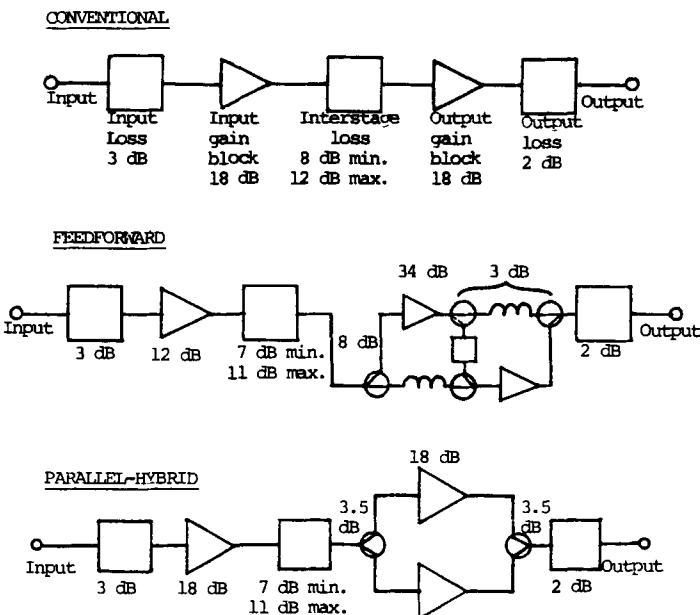 CONVENTIONAL
Input
Input
Loss
3 dB
Input
gain
block
18 dB
Interstage
loss
8 dB min.
12 dB max.
Output
gain
block
18 dB
Output
loss
2 dB
Output
FEEDFORWARD
Input
3 dB
12 dB
7 dB min.
11 dB max.
8 dB
34 dB
3 dB
2 dB
Output
PARALLEL-HYBRID
Input
3 dB
18 dB
7 dB min.
11 dB max.
3.5
dB
18 dB
3.5
dB
2 dB
Output